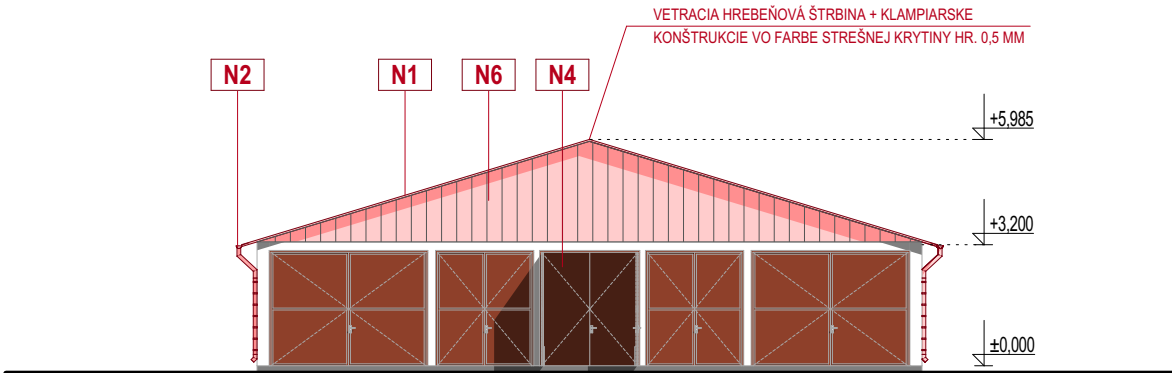 VETRACIA HREBEŇOVÁ ŠTRBINA + KLAMPIARSKE
KONŠTRUKCIE VO FARBE STREŠNEJ KRYTINY HR. 0,5 MM
N2
N1
N6
N4
+5,985
+3,200
±0,000